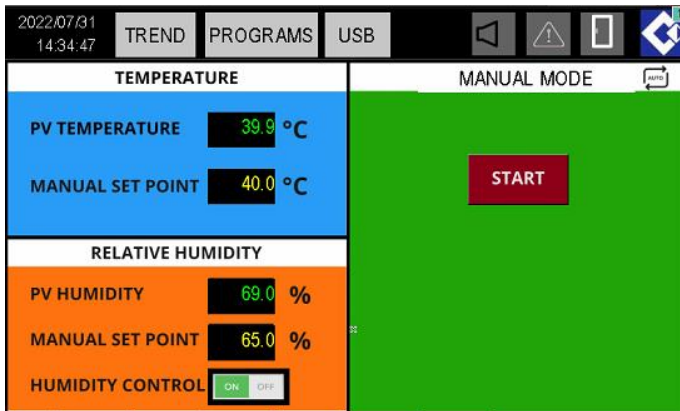 2022/07/31
14:34:47
TREND
PROGRAMS
USB
TEMPERATURE
PV TEMPERATURE 39.9 °C
MANUAL SET POINT 40.0 °C
RELATIVE HUMIDITY
PV HUMIDITY 69.0 %
MANUAL SET POINT 65.0 %
HUMIDITY CONTROL ON OFF
MANUAL MODE
AUTO
START